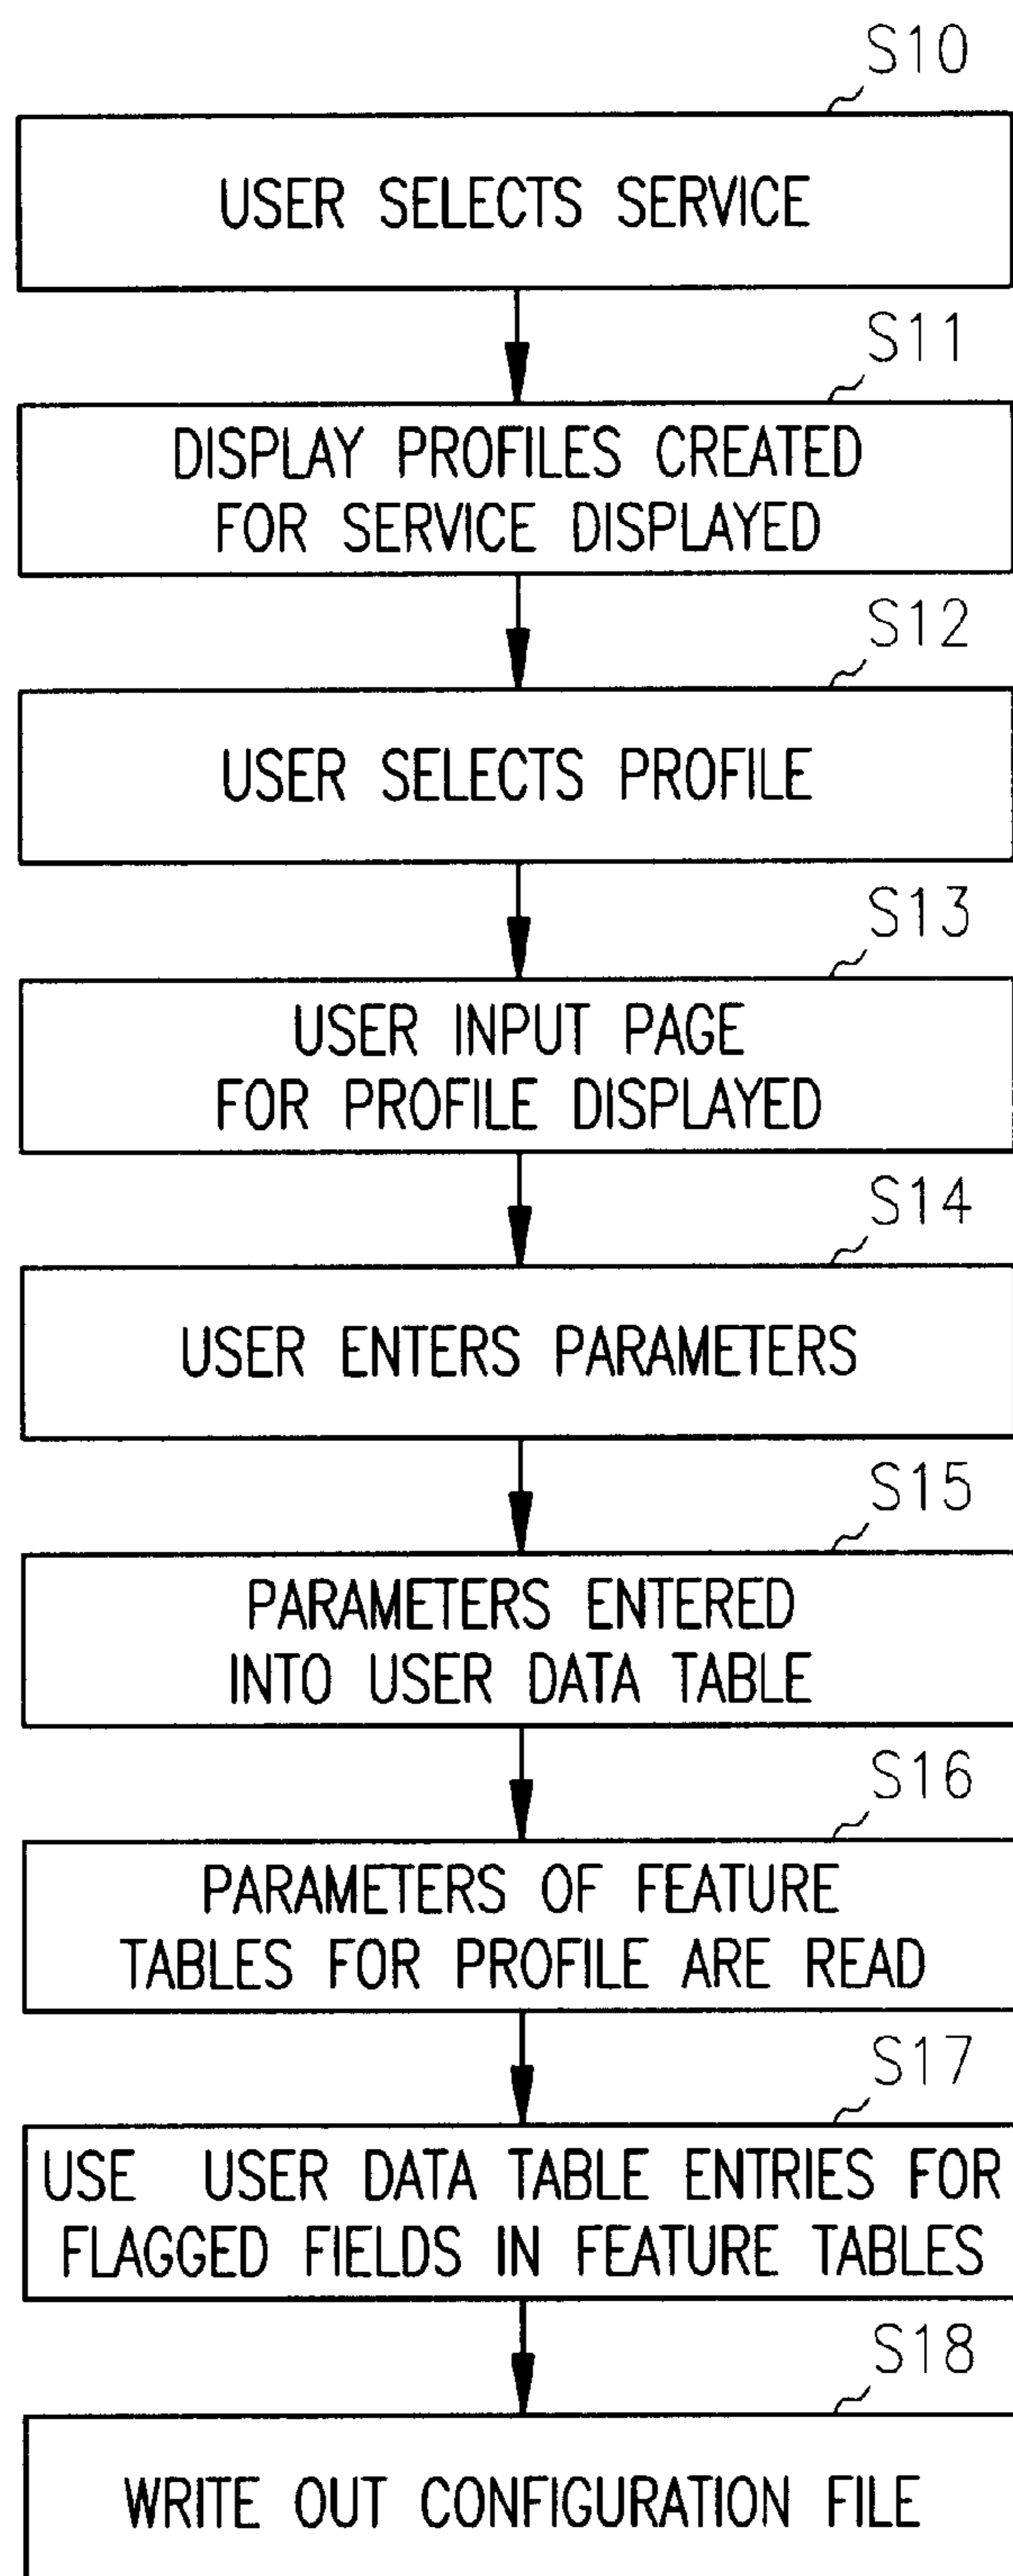 S10
USER SELECTS SERVICE
S11
DISPLAY PROFILES CREATED
FOR SERVICE DISPLAYED
S12
USER SELECTS PROFILE
S13
USER INPUT PAGE
FOR PROFILE DISPLAYED
S14
USER ENTERS PARAMETERS
S15
PARAMETERS ENTERED
INTO USER DATA TABLE
S16
PARAMETERS OF FEATURE
TABLES FOR PROFILE ARE READ
S17
USE USER DATA TABLE ENTRIES FOR
FLAGGED FIELDS IN FEATURE TABLES
S18
WRITE OUT CONFIGURATION FILE